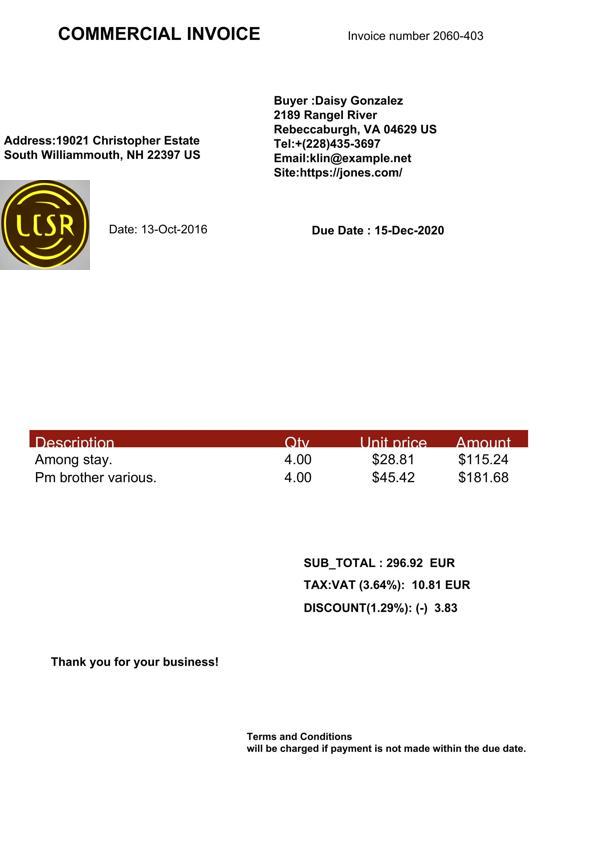 COMMERCIAL INVOICE
Invoice number 2060-403
Buyer :Daisy Gonzalez
2189 Rangel River
Rebeccaburgh, VA 04629 US
Tel:+(228)435-3697
Email:klin@example.net
Site:https://jones.com/
Address:19021 Christopher Estate
South Williammouth, NH 22397 US
Date: 13-Oct-2016
Due Date : 15-Dec-2020
Description Qty Unit price Amount
Among stay. 4.00 $28.81 $115.24
Pm brother various. 4.00 $45.42 $181.68
SUB_TOTAL : 296.92 EUR
TAX:VAT (3.64%): 10.81 EUR
DISCOUNT(1.29%): (-) 3.83
Thank you for your business!
Terms and Conditions
will be charged if payment is not made within the due date.